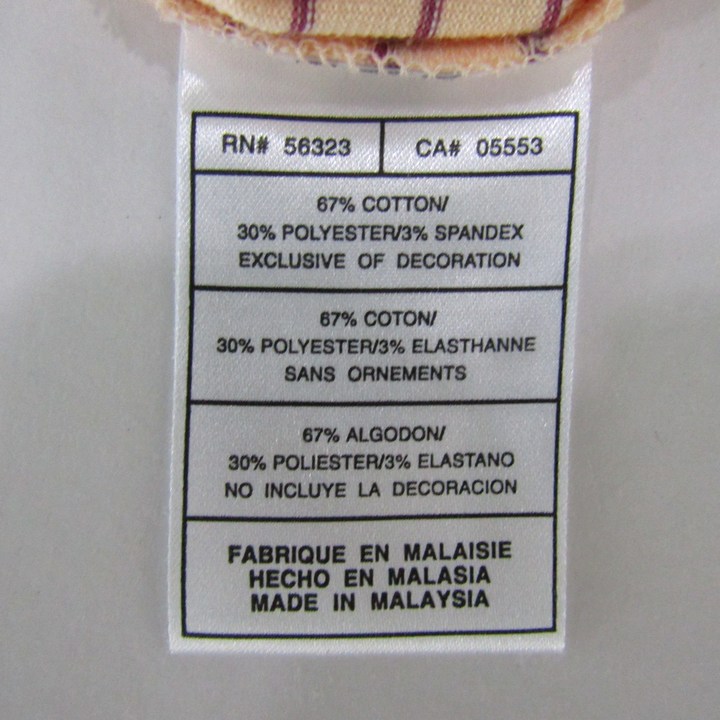 RN# 56323 CA# 05553
67% COTTON/
30% POLYESTER/3% SPANDEX
EXCLUSIVE OF DECORATION
67% COTON/
30% POLYESTER/3% ELASTHANNE
SANS ORNEMENTS
67% ALGODON/
30% POLIESTER/3% ELASTANO
NO INCLUYE LA DECORACION
FABRIQUE EN MALAISIE
HECHO EN MALASIA
MADE IN MALAYSIA